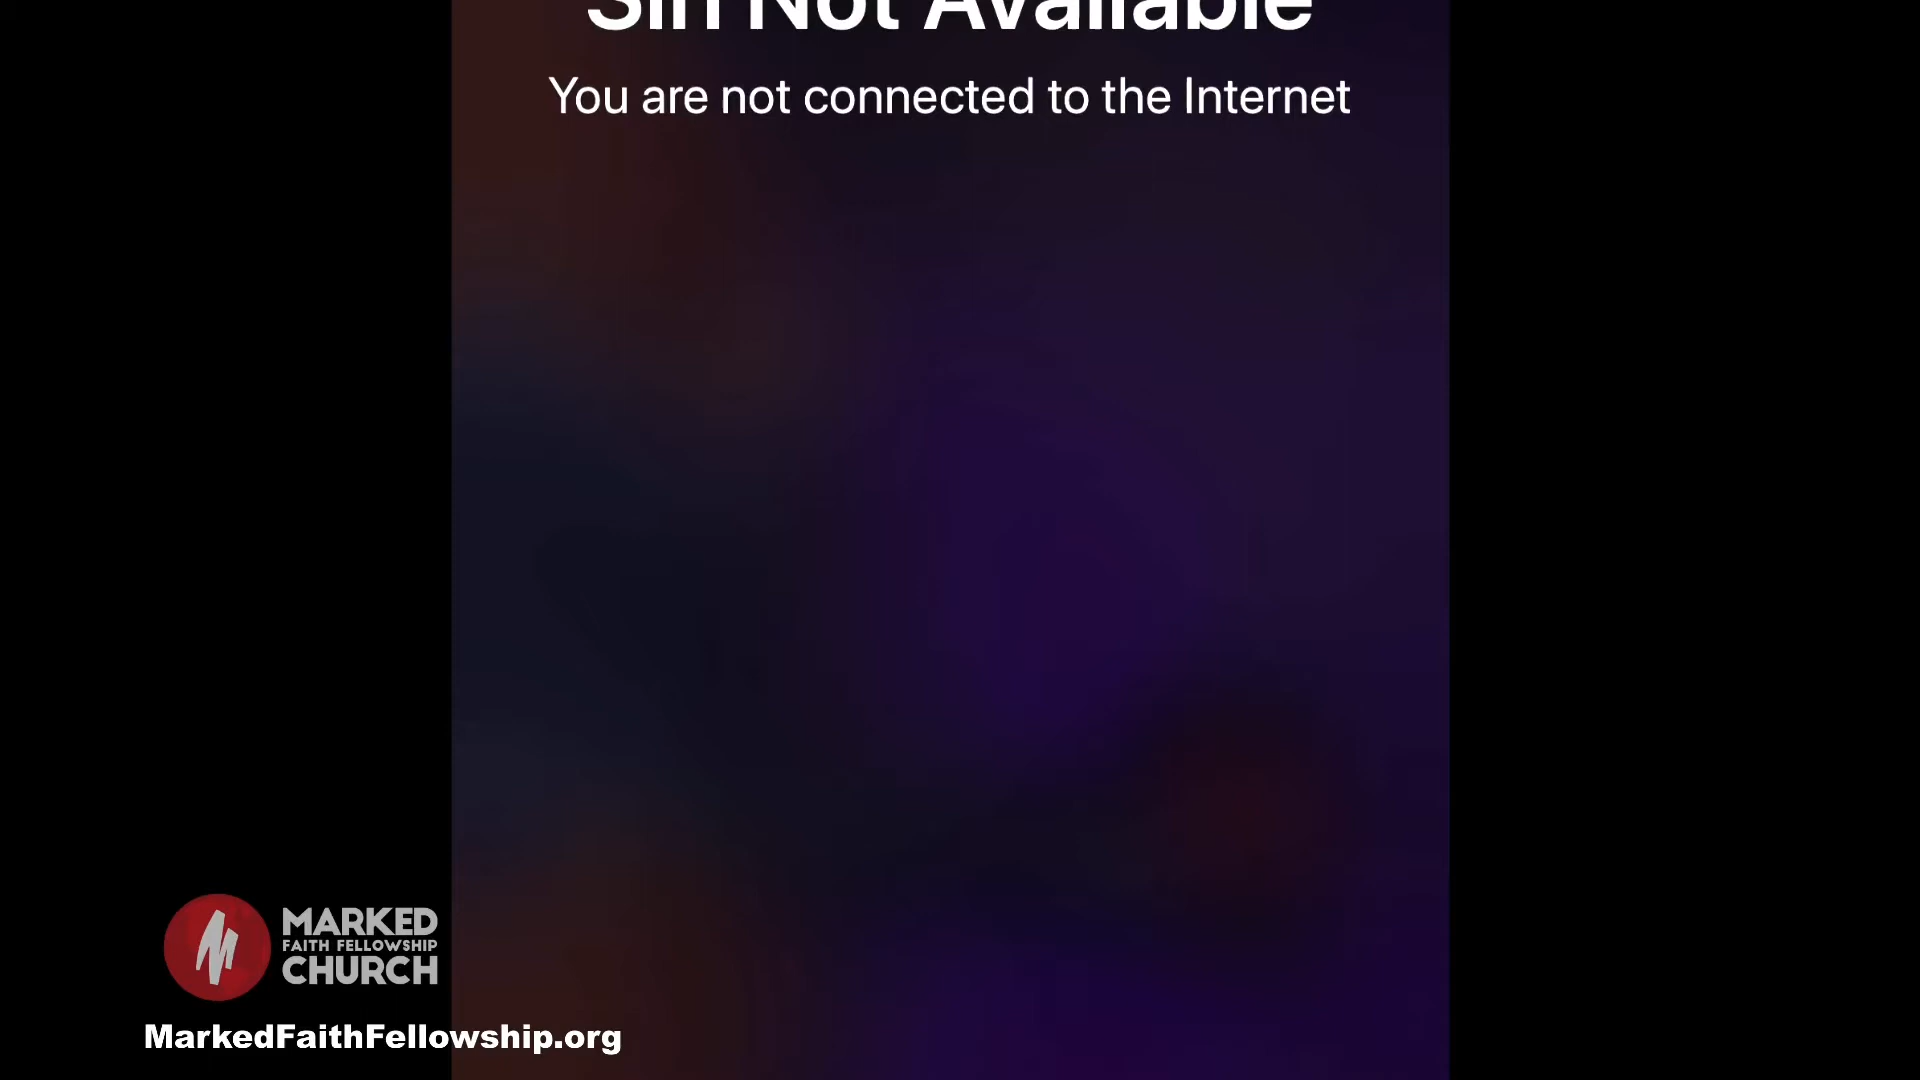 Siri Not Available
You are not connected to the Internet
MARKED
FAITH FELLOWSHIP
CHURCH
MarkedFaithFellowship.org